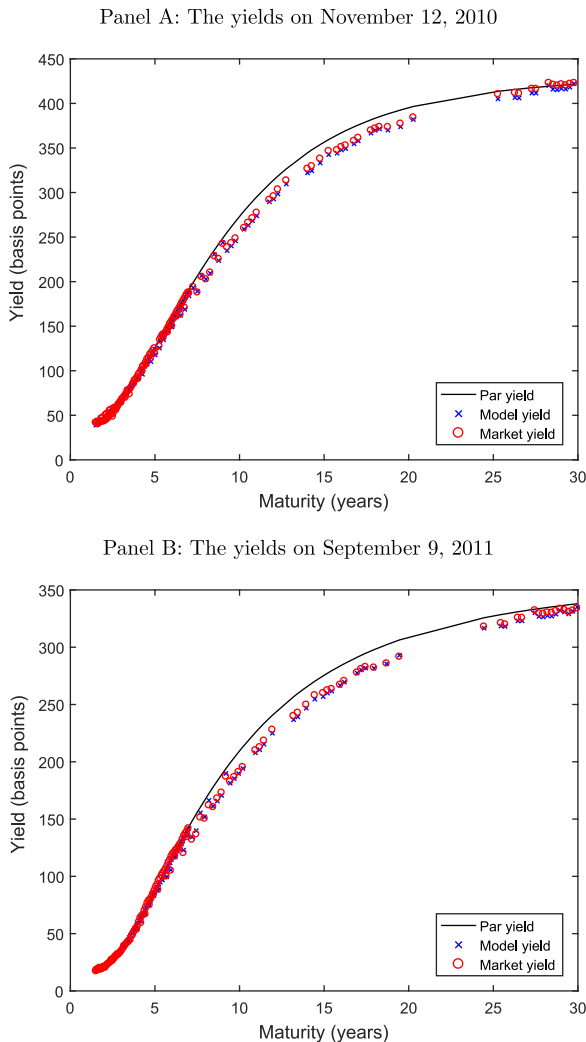 Panel A: The yields on November 12, 2010
450
400
350
300
250
200
150
100
50
0
Yield (basis points)
0 5 10 15 20 25 30
Maturity (years)
Par yield
Model yield
Market yield
Panel B: The yields on September 9, 2011
350
300
250
200
150
100
50
0
Yield (basis points)
0 5 10 15 20 25 30
Maturity (years)
Par yield
Model yield
Market yield